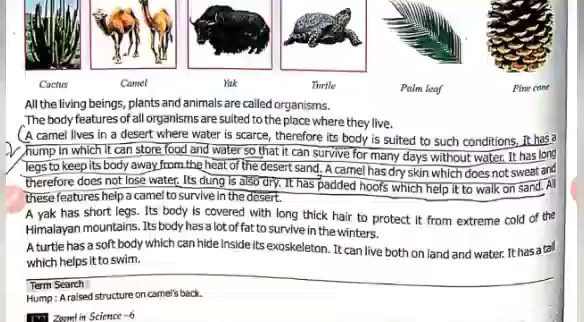 Cactus Camel Yak Turtle Palm leaf Pine cone
All the living beings, plants and animals are called organisms.
The body features of all organisms are suited to the place where they live.
A camel lives in a desert where water is scarce, therefore its body is suited to such conditions. It has a
hump in which it can store food and water so that it can survive for many days without water. It has long
legs to keep its body away from the heat of the desert sand. A camel has dry skin which does not sweat and
therefore does not lose water. Its dung is also dry. It has padded hoofs which help it to walk on sand. All
these features help a camel to survive in the desert.
A yak has short legs. Its body is covered with long thick hair to protect it from extreme cold of the
Himalayan mountains. Its body has a lot of fat to survive in the winters.
A turtle has a soft body which can hide inside its exoskeleton. It can live both on land and water. It has a tail
which helps it to swim.
Term Search
Hump : A raised structure on camel's back.
Zoom! in Science-6